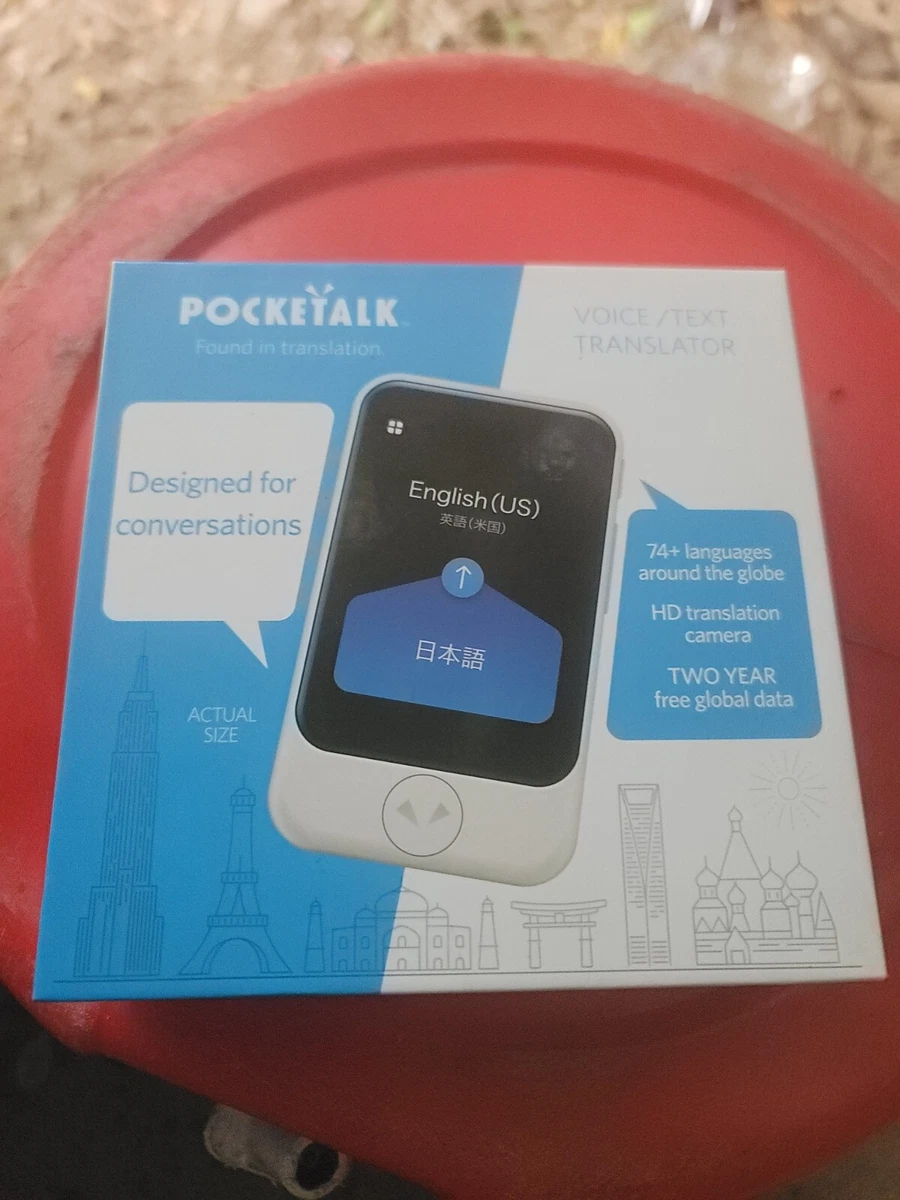 POCKETALK
Found in translation.
VOICE/TEXT
TRANSLATOR
Designed for
conversations
English(US)
英語(米国)
日本語
74+ languages
around the globe
HD translation
camera
TWO YEAR
free global data
ACTUAL
SIZE